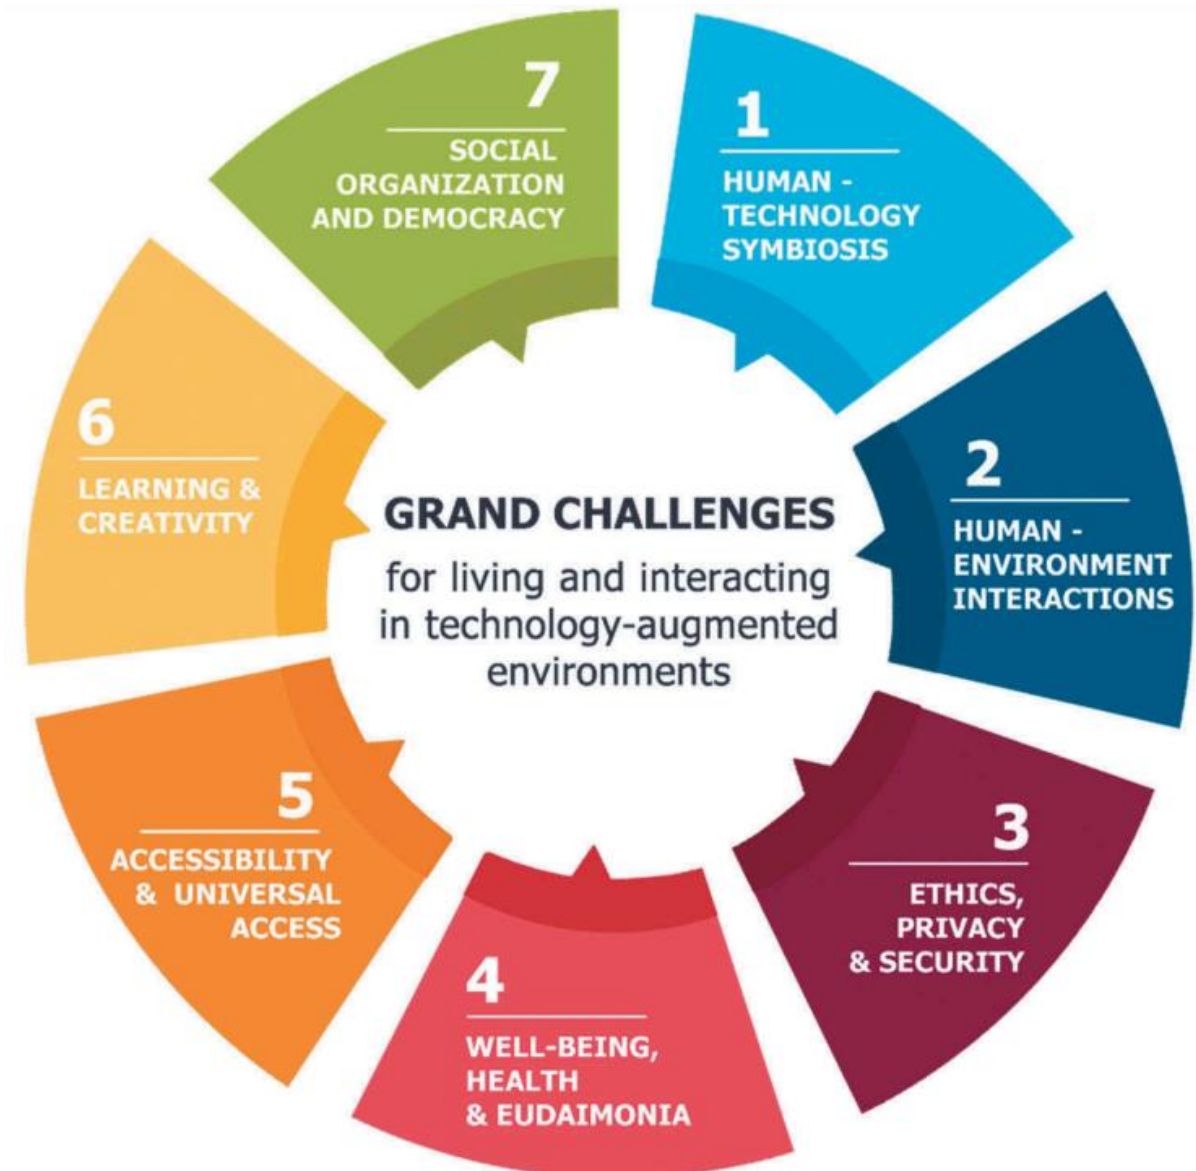 GRAND CHALLENGES
for living and interacting
in technology-augmented
environments
1
HUMAN -
TECHNOLOGY
SYMBIOSIS
2
HUMAN -
ENVIRONMENT
INTERACTIONS
3
ETHICS,
PRIVACY
& SECURITY
4
WELL-BEING,
HEALTH
& EUDAIMONIA
5
ACCESSIBILITY
& UNIVERSAL
ACCESS
6
LEARNING &
CREATIVITY
7
SOCIAL
ORGANIZATION
AND DEMOCRACY